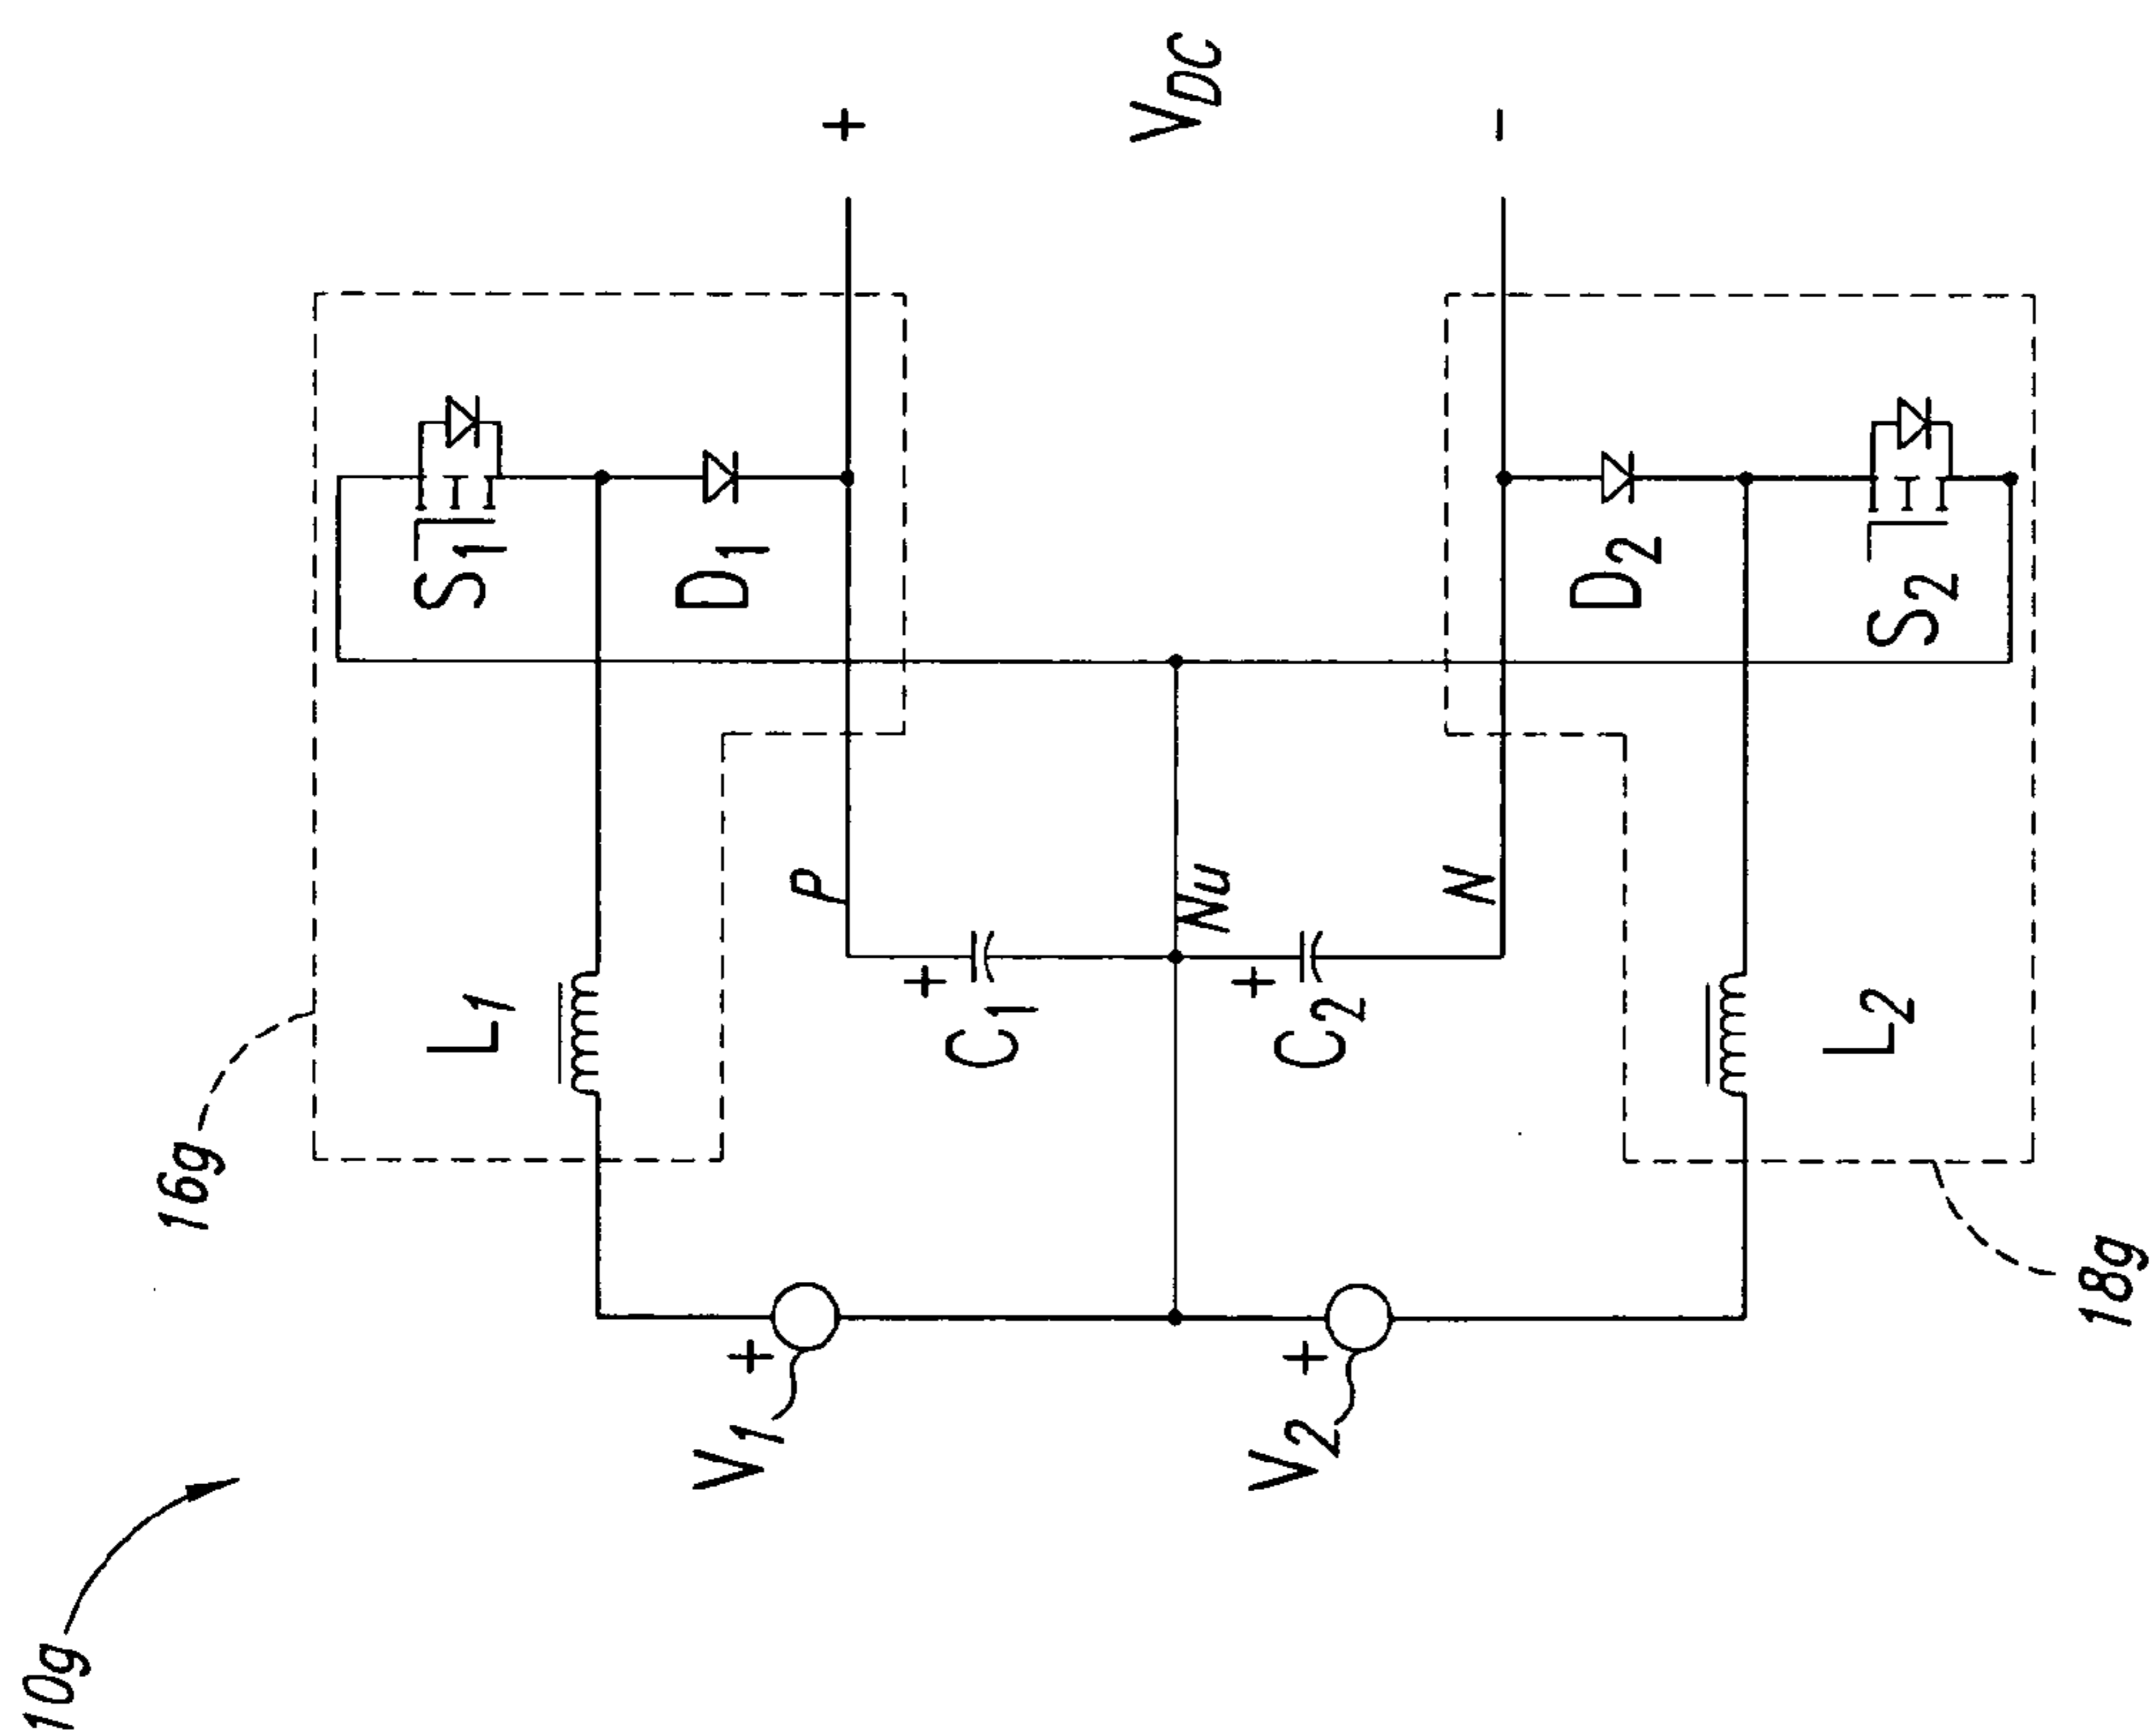 10g
16g
18g
V1
+
V2
+
L1
L2
C1
+
C2
+
P
Nu
N
S1
D1
D2
S2
+
VDC
-